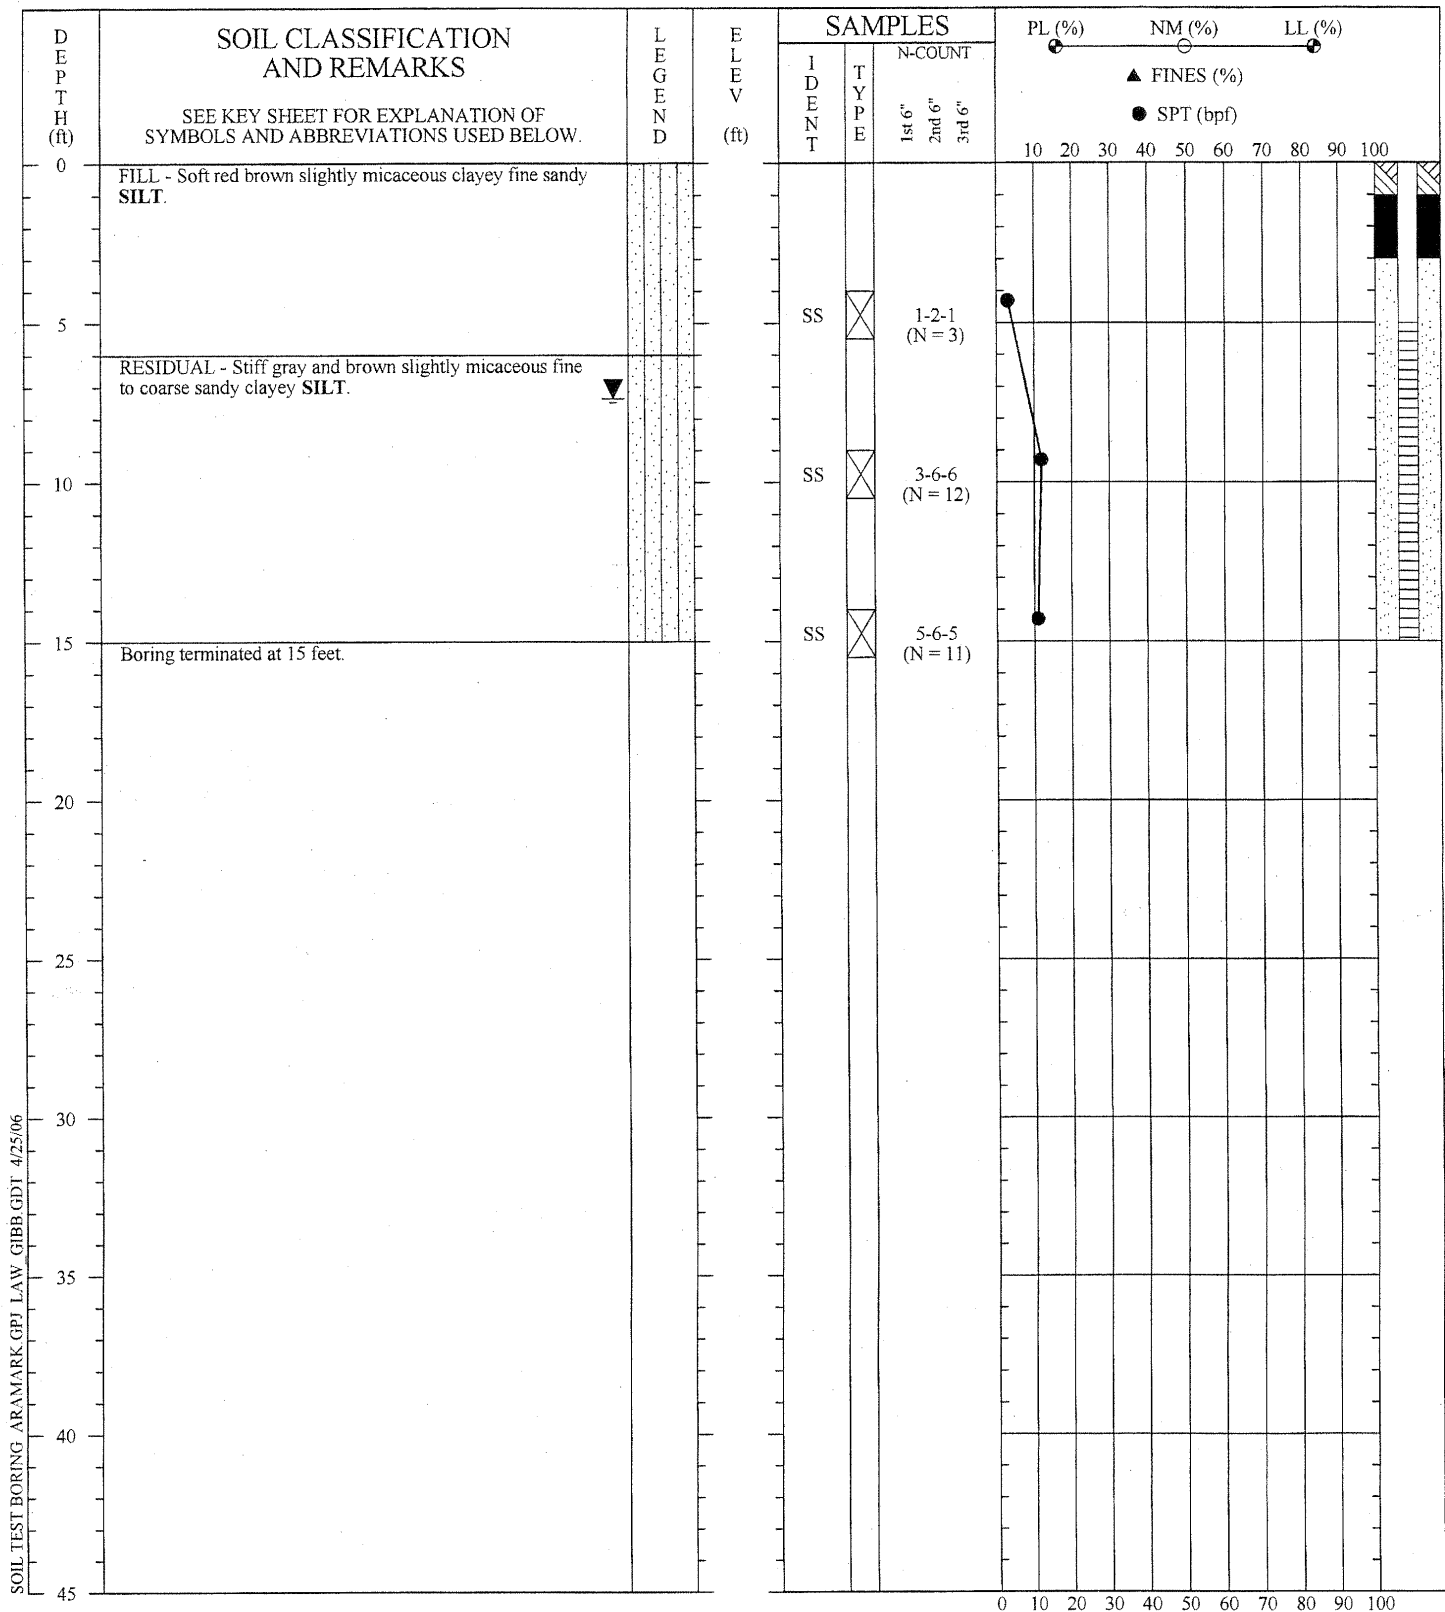 DEPTH (ft)
SOIL CLASSIFICATION
AND REMARKS
SEE KEY SHEET FOR EXPLANATION OF
SYMBOLS AND ABBREVIATIONS USED BELOW.
LEGEND
ELEV (ft)
SAMPLES
IDENT
TYPE
N-COUNT
1st 6"
2nd 6"
3rd 6"
PL (%) NM (%) LL (%)
▲ FINES (%)
● SPT (bpf)
10 20 30 40 50 60 70 80 90 100
0
FILL - Soft red brown slightly micaceous clayey fine sandy
SILT.
5
SS
1-2-1
(N = 3)
RESIDUAL - Stiff gray and brown slightly micaceous fine
to coarse sandy clayey SILT.
10
SS
3-6-6
(N = 12)
15
SS
5-6-5
(N = 11)
Boring terminated at 15 feet.
20
25
30
35
40
45
0 10 20 30 40 50 60 70 80 90 100
SOIL TEST BORING ARAMARK.GPJ LAW_GIBB.GDT 4/25/06